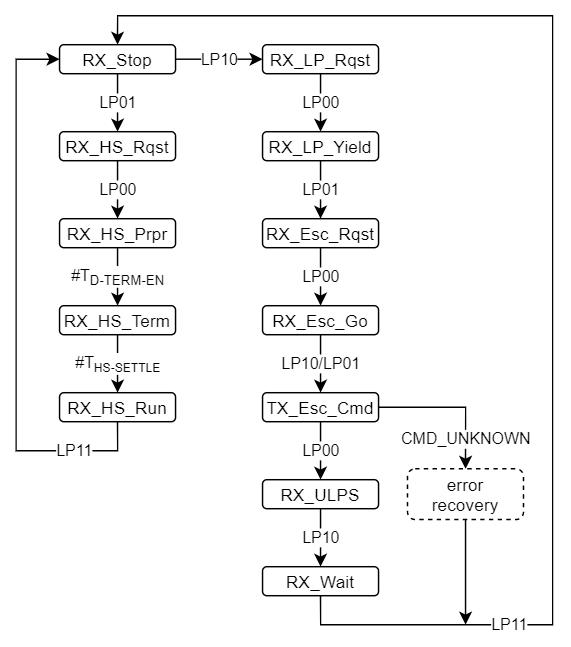 RX_Stop
LP10
RX_LP_Rqst
LP01
LP00
RX_HS_Rqst
RX_LP_Yield
LP00
LP01
RX_HS_Prpr
RX_Esc_Rqst
#TD-TERM-EN
LP00
RX_HS_Term
RX_Esc_Go
#THS-SETTLE
LP10/LP01
RX_HS_Run
TX_Esc_Cmd
CMD_UNKNOWN
LP11
LP00
RX_ULPS
error
recovery
LP10
RX_Wait
LP11